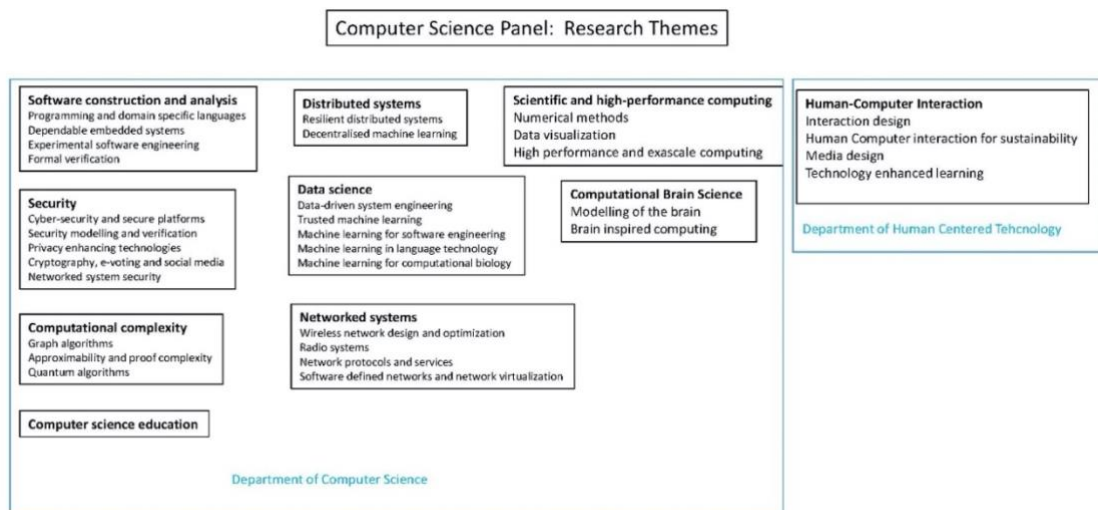 Computer Science Panel:  Research Themes
Software construction and analysis
Programming and domain specific languages
Dependable embedded systems
Experimental software engineering
Formal verification
Security
Cyber-security and secure platforms
Security modelling and verification
Privacy enhancing technologies
Cryptography, e-voting and social media
Networked system security
Computational complexity
Graph algorithms
Approximability and proof complexity
Quantum algorithms
Computer science education
Distributed systems
Resilient distributed systems
Decentralised machine learning
Data science
Data-driven system engineering
Trusted machine learning
Machine learning for software engineering
Machine learning in language technology
Machine learning for computational biology
Networked systems
Wireless network design and optimization
Radio systems
Network protocols and services
Software defined networks and network virtualization
Scientific and high-performance computing
Numerical methods
Data visualization
High performance and exascale computing
Computational Brain Science
Modelling of the brain
Brain inspired computing
Department of Computer Science
Human-Computer Interaction
Interaction design
Human Computer interaction for sustainability
Media design
Technology enhanced learning
Department of Human Centered Tehcnology